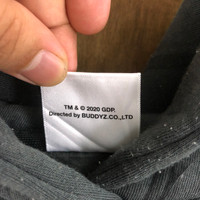 TM & © 2020 GDP.
Directed by BUDDYZ.CO.,LTD